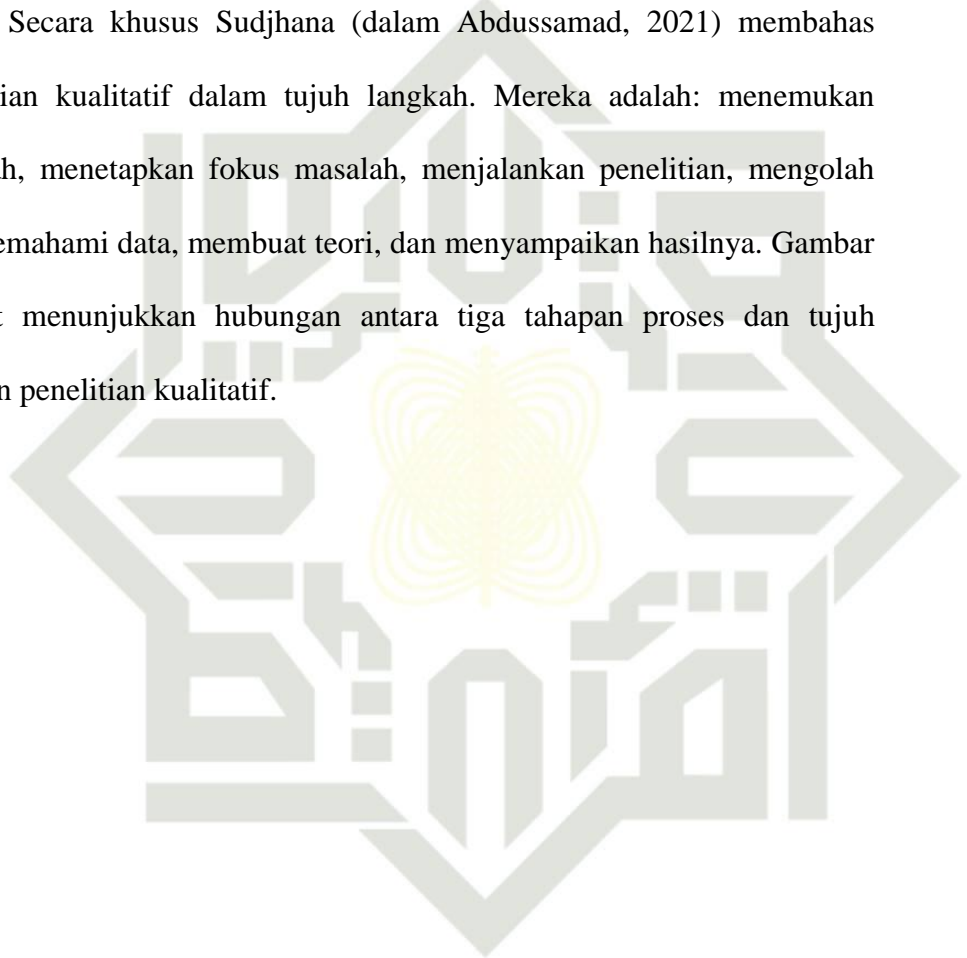 Secara khusus Sudjhana (dalam Abdussamad, 2021) membahas
ian kualitatif dalam tujuh langkah. Mereka adalah: menemukan
h, menetapkan fokus masalah, menjalankan penelitian, mengolah
emahami data, membuat teori, dan menyampaikan hasilnya. Gambar
t menunjukkan hubungan antara tiga tahapan proses dan tujuh
n penelitian kualitatif.